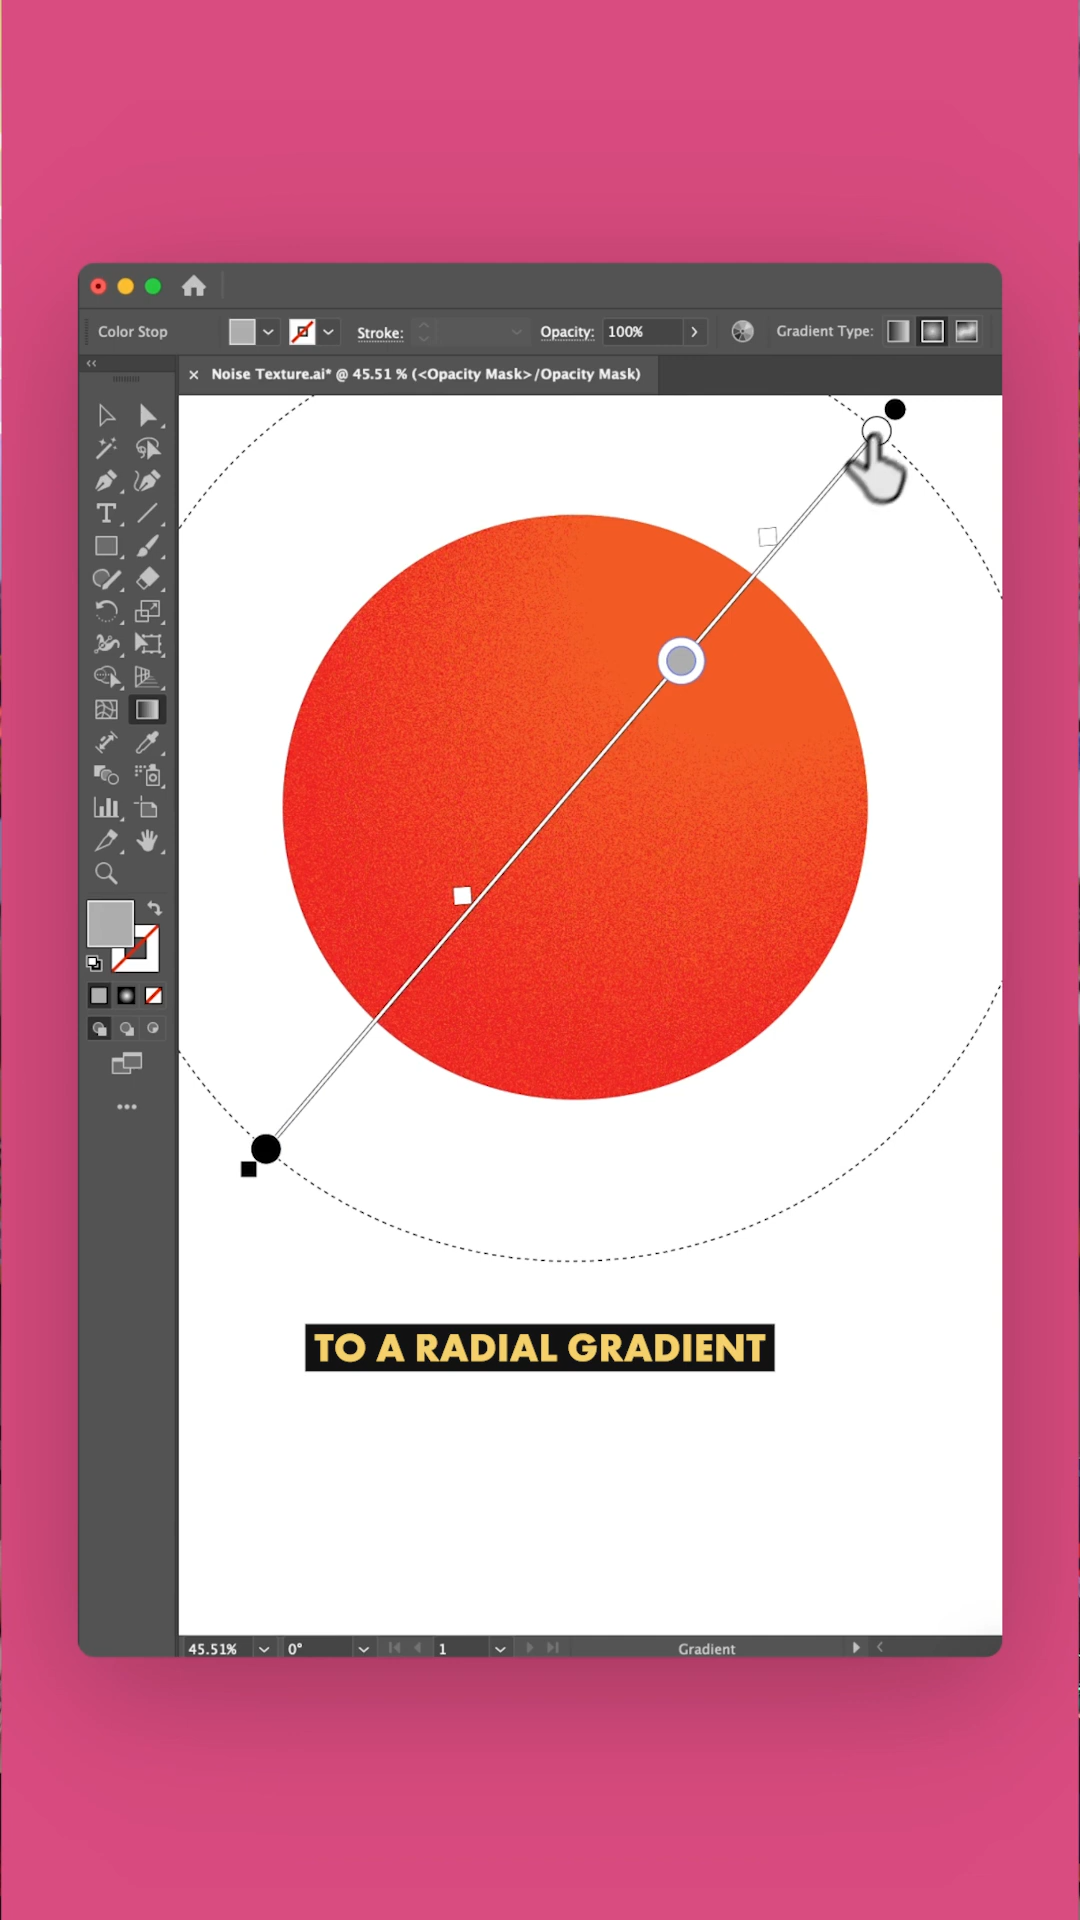 Color Stop
Stroke:
Opacity:
100%
Gradient Type:
Noise Texture.ai* @ 45.51 % (<Opacity Mask>/Opacity Mask)
TO A RADIAL GRADIENT
45.51%
0°
1
Gradient